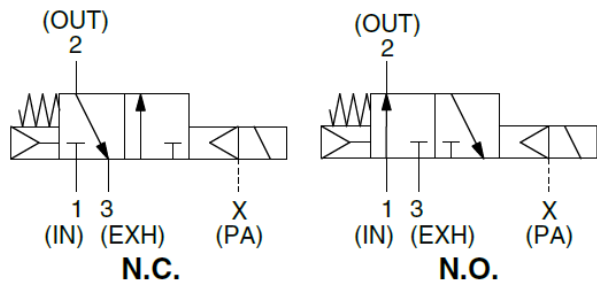 (OUT)
2
1 3 X
(IN) (EXH) (PA)
N.C.
(OUT)
2
1 3 X
(IN) (EXH) (PA)
N.O.